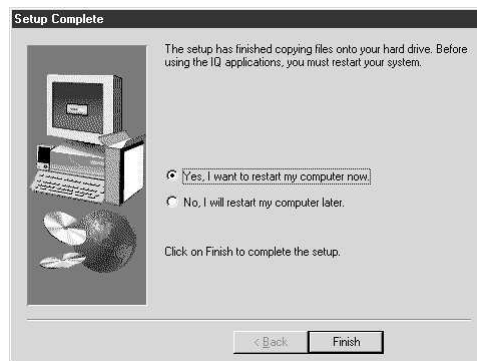 Setup Complete
The setup has finished copying files onto your hard drive. Before
using the IQ applications, you must restart your system.
Yes, I want to restart my computer now.
No, I will restart my computer later.
Click on Finish to complete the setup.
< Back
Finish